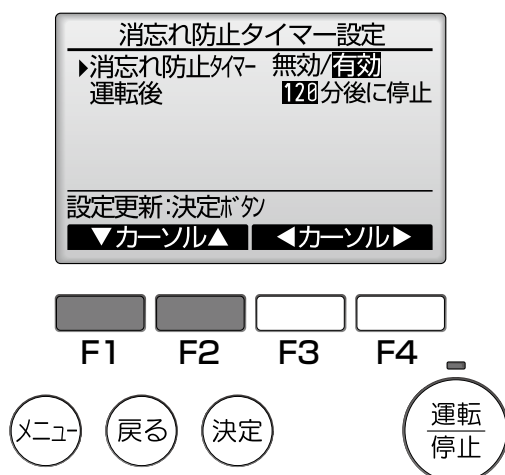 消忘れ防止タイマー設定
▶消忘れ防止ﾀｲﾏｰ 無効/有効
運転後 120分後に停止
設定更新:決定ﾎﾞﾀﾝ
▼カーソル▲ ◀カーソル▶
F1 F2 F3 F4
メニュー 戻る 決定 運転
停止